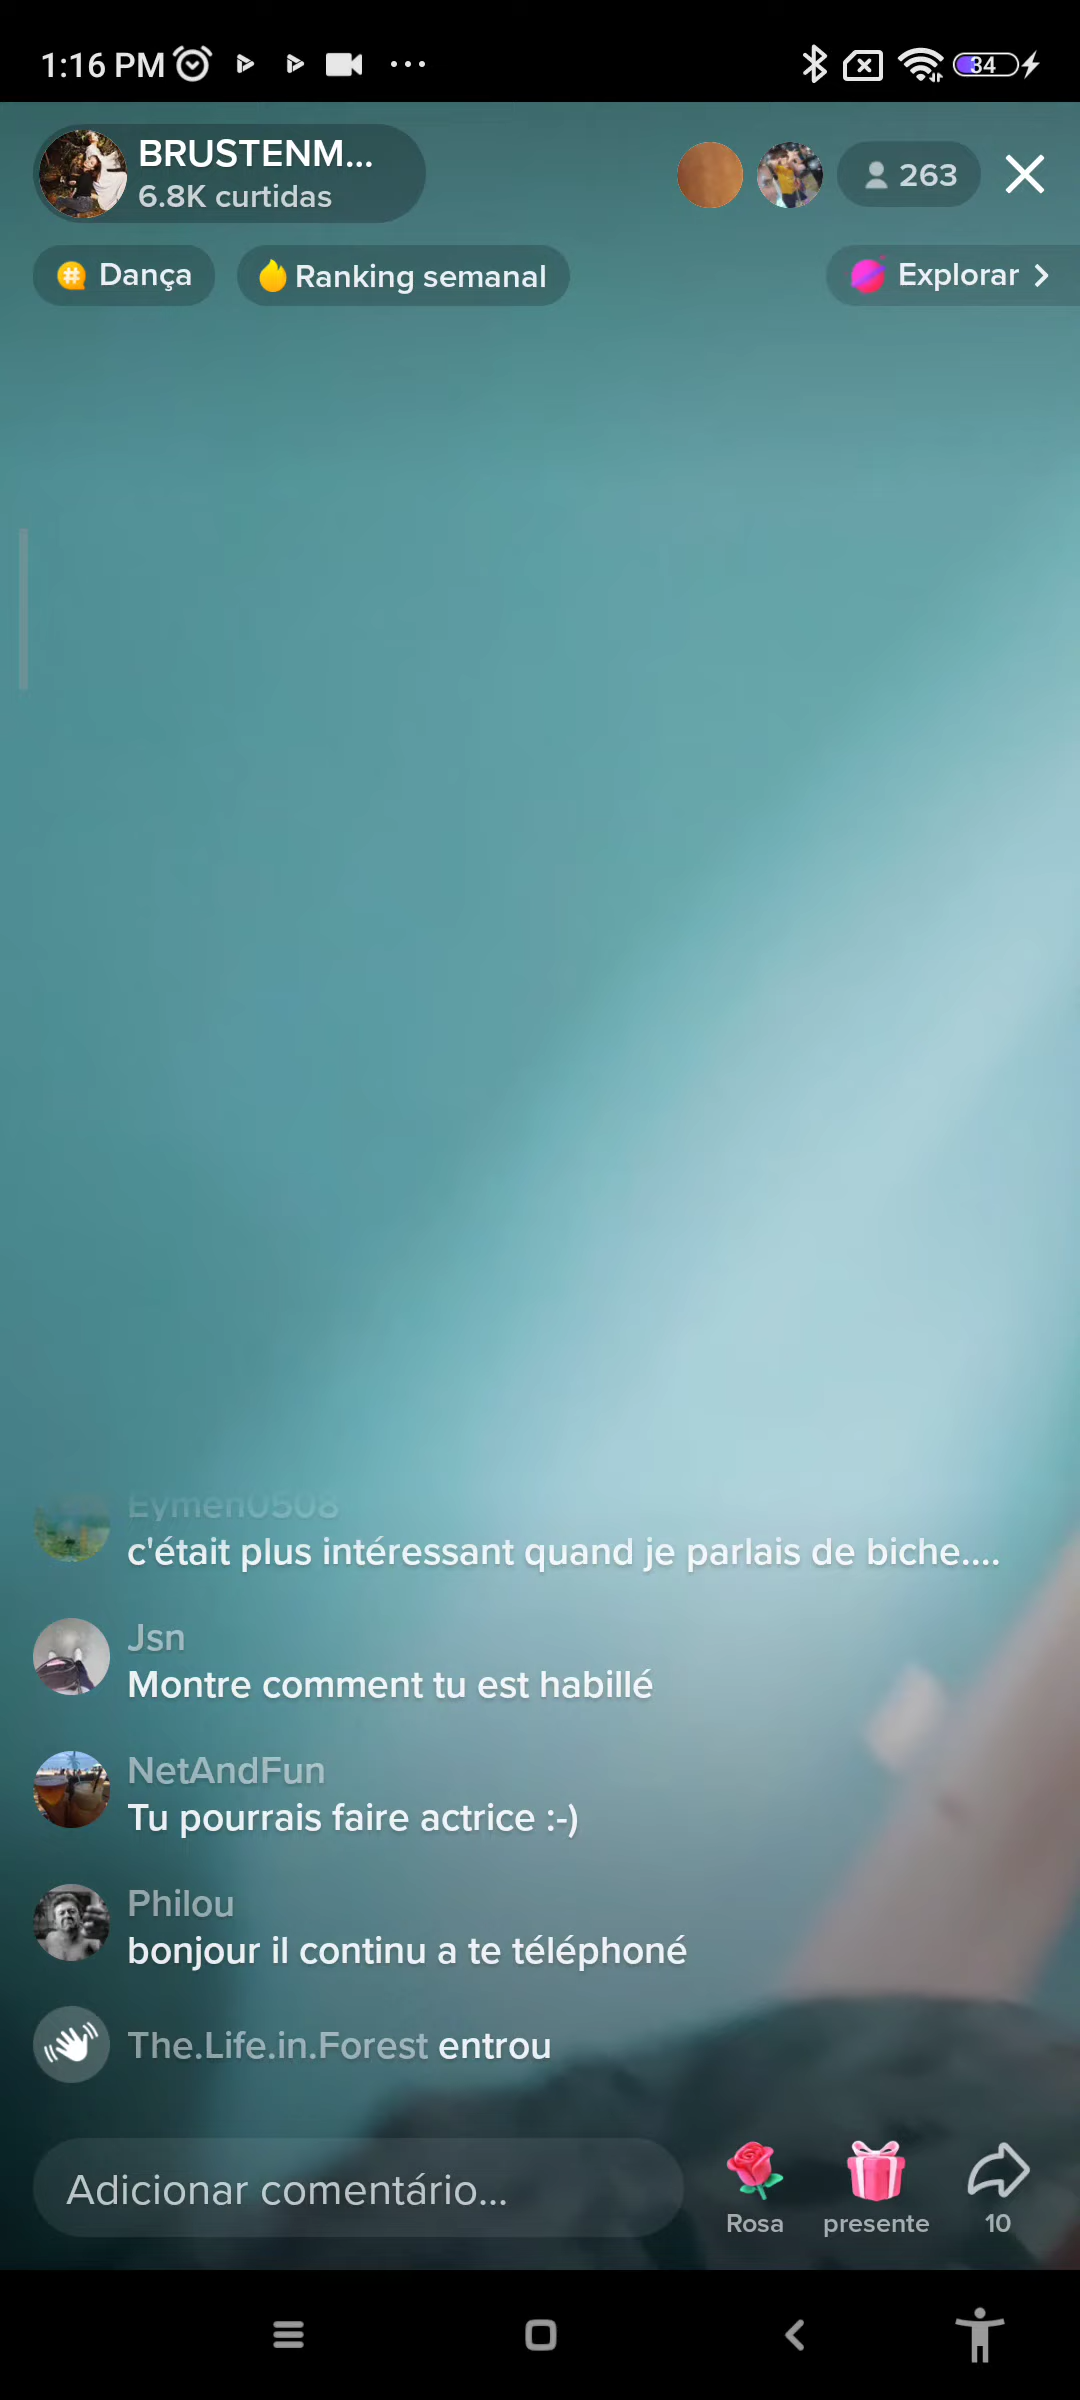 1:16 PM
34
BRUSTENM...
6.8K curtidas
263
Dança
Ranking semanal
Explorar
Eymen0508
c'était plus intéressant quand je parlais de biche....
Jsn
Montre comment tu est habillé
NetAndFun
Tu pourrais faire actrice :-)
Philou
bonjour il continu a te téléphoné
The.Life.in.Forest entrou
Adicionar comentário...
Rosa
presente
10